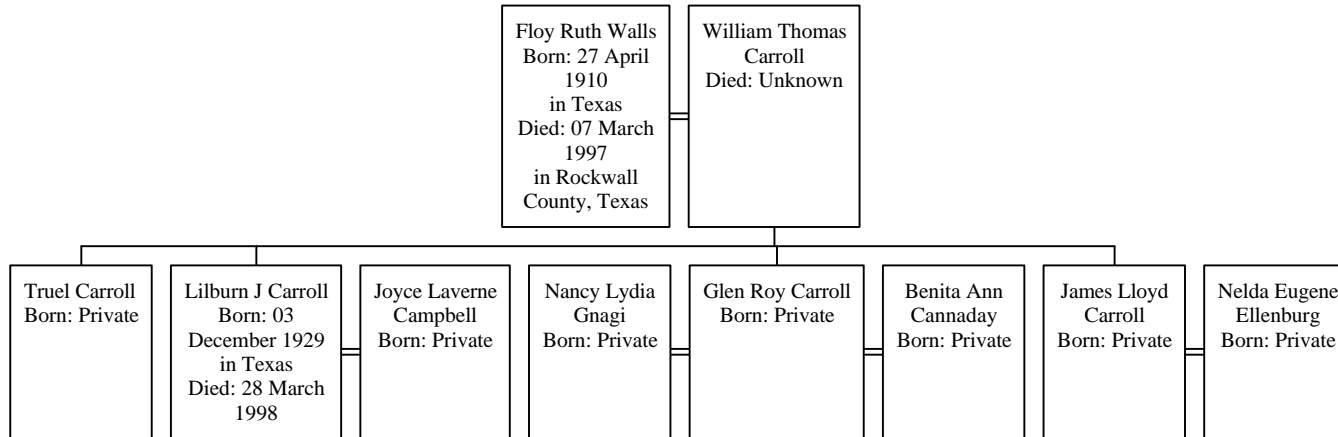 Floy Ruth Walls
Born: 27 April
1910
in Texas
Died: 07 March
1997
in Rockwall
County, Texas
William Thomas
Carroll
Died: Unknown
Truel Carroll
Born: Private
Lilburn J Carroll
Born: 03
December 1929
in Texas
Died: 28 March
1998
Joyce Laverne
Campbell
Born: Private
Nancy Lydia
Gnagi
Born: Private
Glen Roy Carroll
Born: Private
Benita Ann
Cannaday
Born: Private
James Lloyd
Carroll
Born: Private
Nelda Eugene
Ellenburg
Born: Private